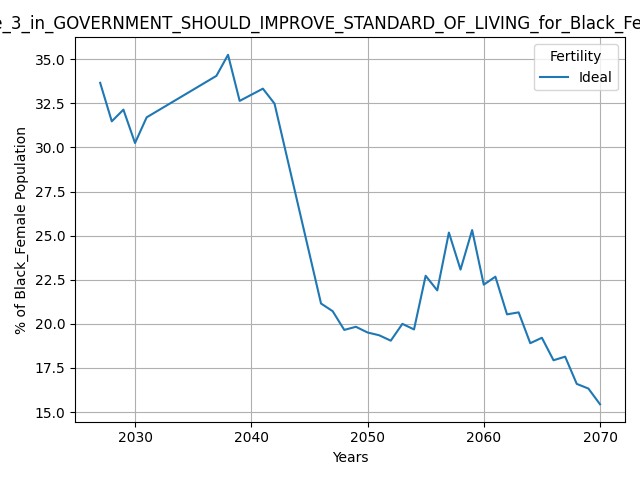 e_3_in_GOVERNMENT_SHOULD_IMPROVE_STANDARD_OF_LIVING_for_Black_Fe
Fertility
Ideal
35.0
32.5
30.0
27.5
25.0
22.5
20.0
17.5
15.0
% of Black_Female Population
2030 2040 2050 2060 2070
Years